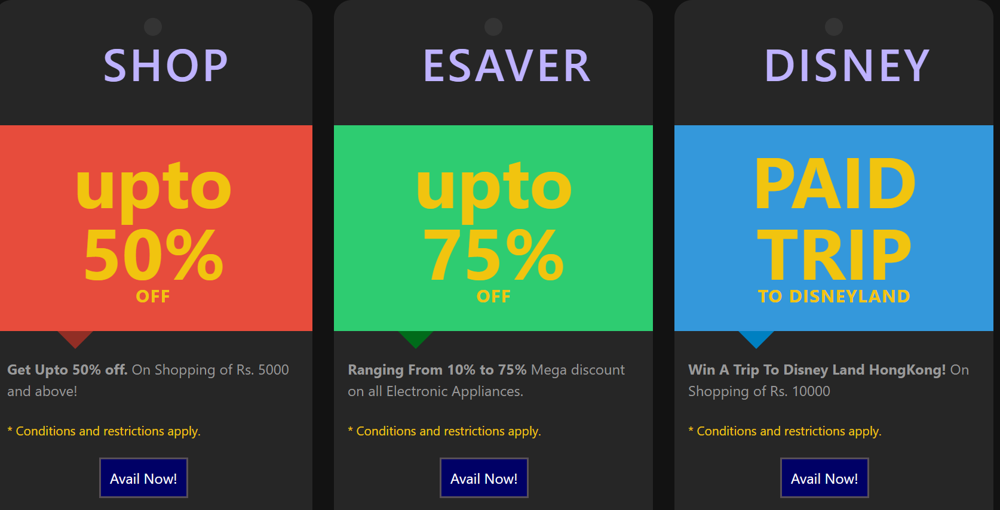 SHOP
upto
50%
OFF
Get Upto 50% off. On Shopping of Rs. 5000
and above!
* Conditions and restrictions apply.
Avail Now!
ESAVER
upto
75%
OFF
Ranging From 10% to 75% Mega discount
on all Electronic Appliances.
* Conditions and restrictions apply.
Avail Now!
DISNEY
PAID
TRIP
TO DISNEYLAND
Win A Trip To Disney Land HongKong! On
Shopping of Rs. 10000
* Conditions and restrictions apply.
Avail Now!